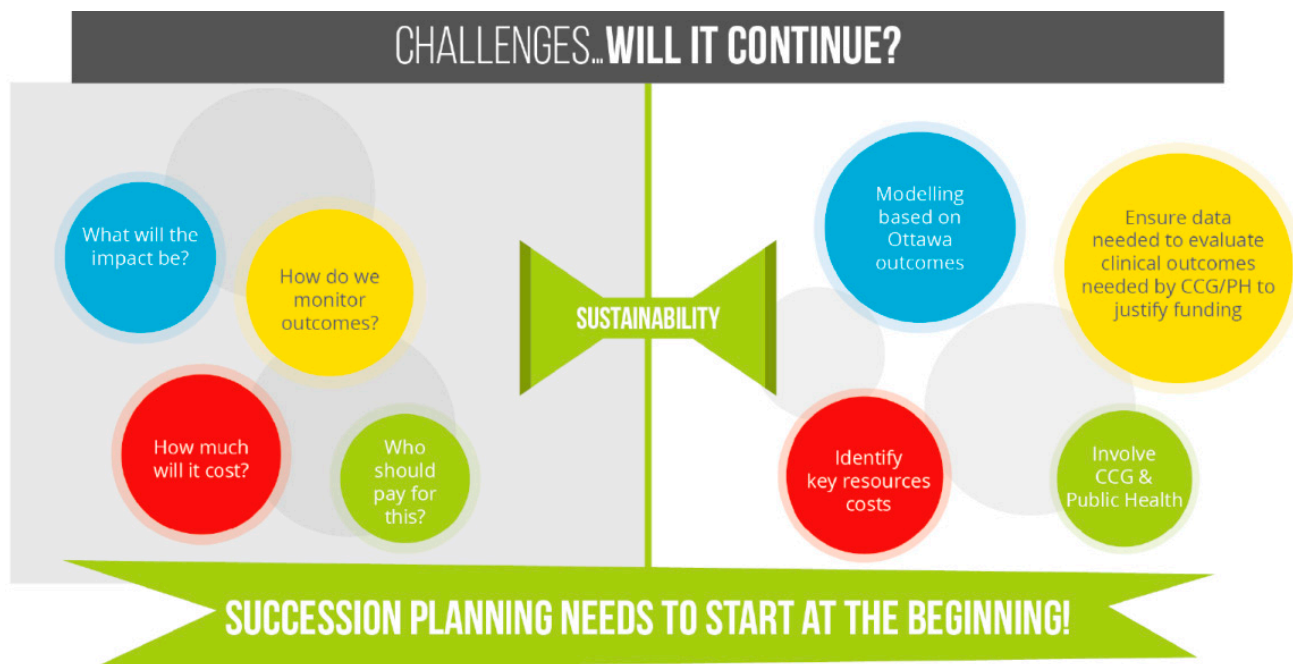 CHALLENGES...WILL IT CONTINUE?
What will the
impact be?
How do we
monitor
outcomes?
How much
will it cost?
Who
should
pay for
this?
SUSTAINABILITY
Modelling
based on
Ottawa
outcomes
Ensure data
needed to evaluate
clinical outcomes
needed by CCG/PH to
justify funding
Identify
key resources
costs
Involve
CCG &
Public Health
SUCCESSION PLANNING NEEDS TO START AT THE BEGINNING!